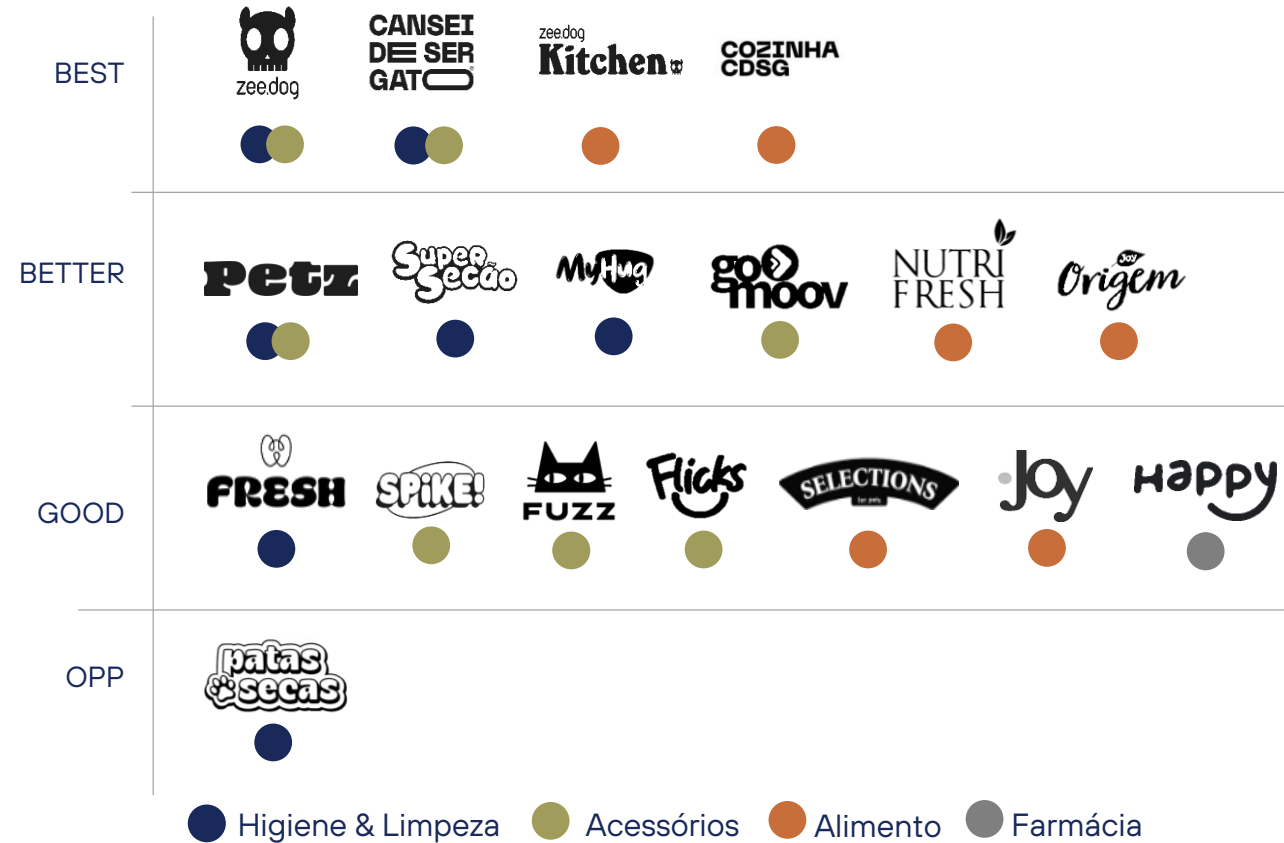 BEST
zee.dog
CANSEI
DE SER
GATO
zee.dog
Kitchen
COZINHA
CDSG
BETTER
Petz
Super
Secão
MyHug
go
moov
NUTRI
FRESH
Joy
Origem
GOOD
FRESH
SPiKE!
FUZZ
Flicks
SELECTIONS
for pets
Joy
Happy
OPP
patas
secas
Higiene & Limpeza
Acessórios
Alimento
Farmácia